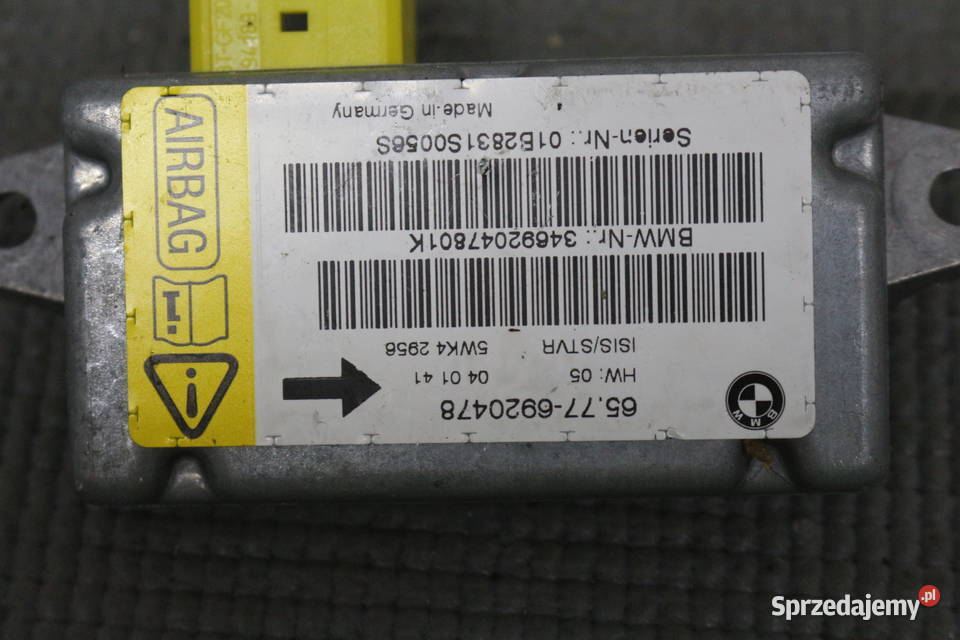 65.77-6920478
HW: 05 04 01 41
ISIS/STVR 5WK4 2956
BMW-Nr.: 34692047801K
Serien-Nr.: 01B2831S0056S
Made in Germany
AIRBAG
BMW
Sprzedajemy.pl